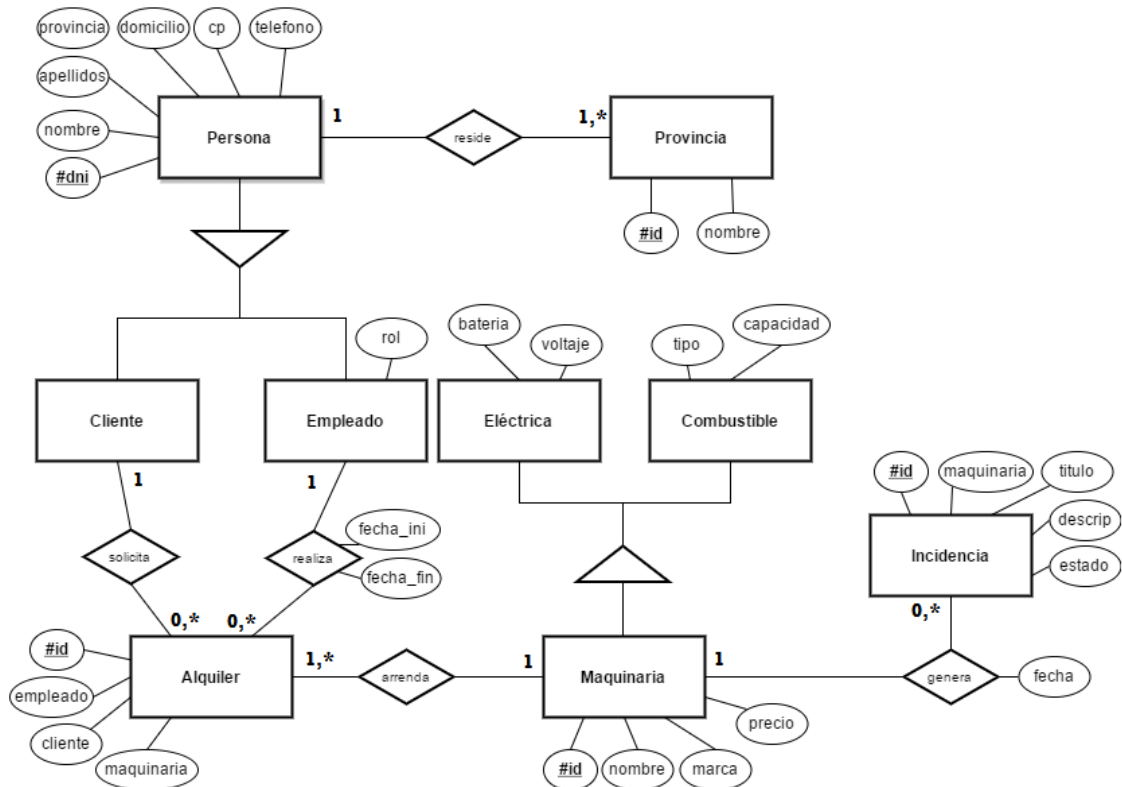 provincia
domicilio
cp
telefono
apellidos
nombre
#dni
Persona
1
reside
1,*
Provincia
#id
nombre
rol
Cliente
Empleado
bateria
voltaje
Eléctrica
tipo
capacidad
Combustible
1
1
solicita
realiza
fecha_ini
fecha_fin
#id
maquinaria
titulo
descrip
estado
Incidencia
0,*
0,*
0,*
#id
empleado
cliente
maquinaria
Alquiler
1,*
arrenda
1
Maquinaria
1
genera
fecha
precio
#id
nombre
marca